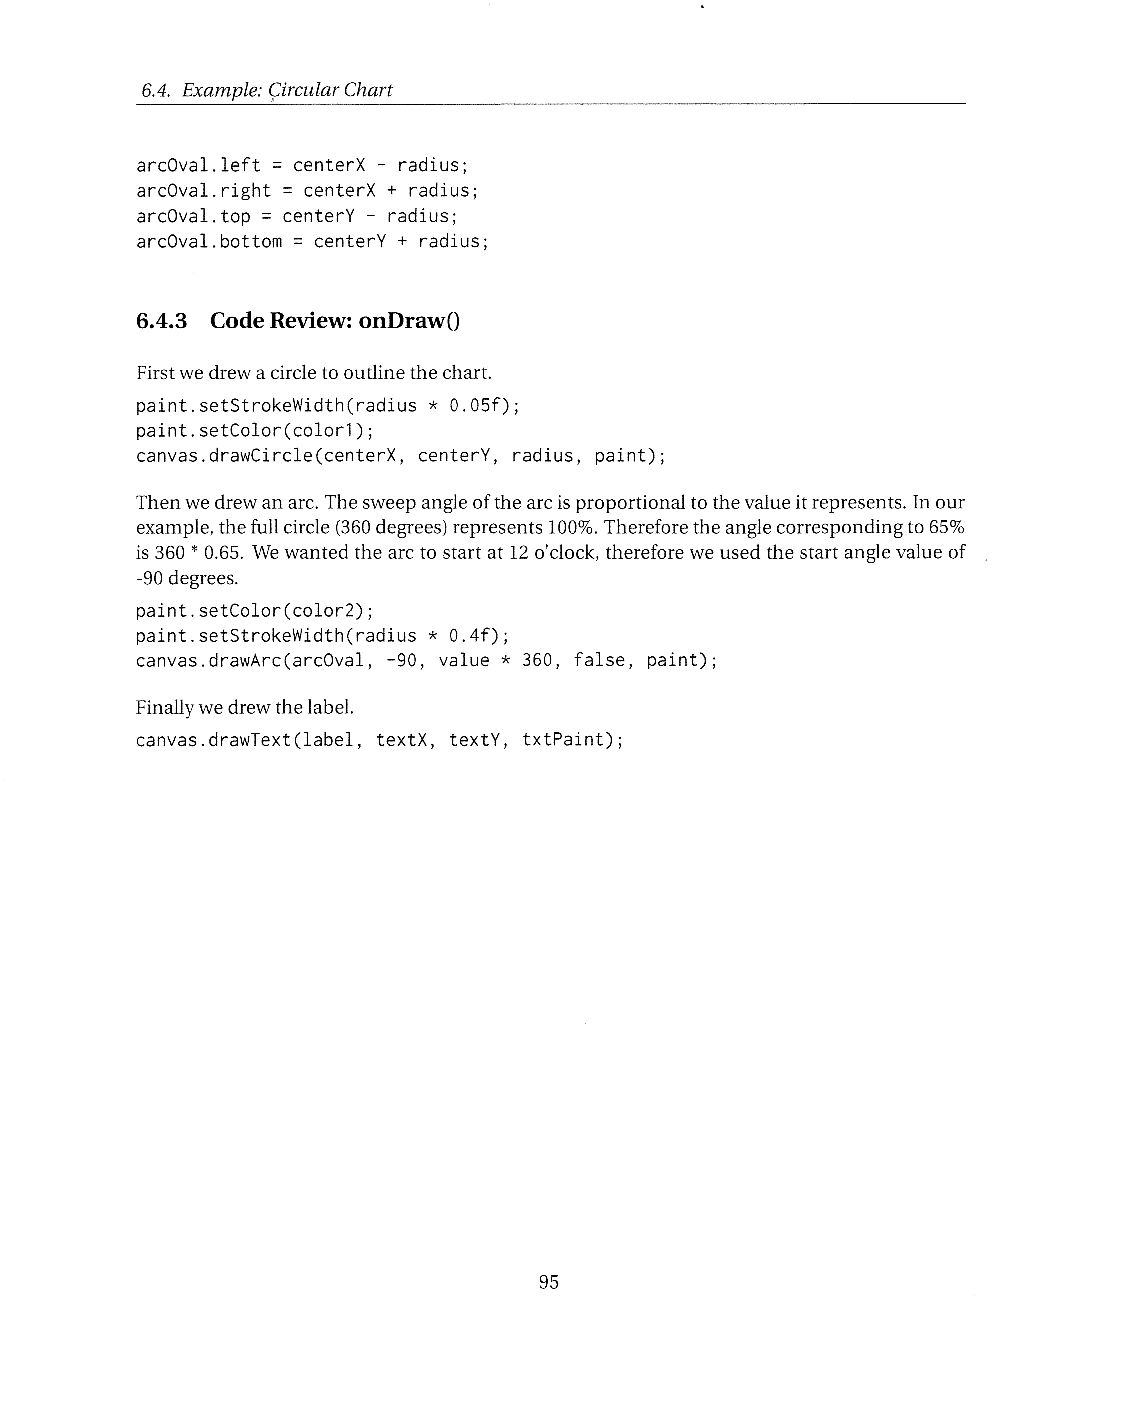 6.4. Example: Circular Chart
arcOval.left = centerX - radius;
arcOval.right = centerX + radius;
arcOval.top = centerY - radius;
arcOval.bottom = centerY + radius;
6.4.3 Code Review: onDraw()
First we drew a circle to outline the chart.
paint.setStrokeWidth(radius * 0.05f);
paint.setColor(color1);
canvas.drawCircle(centerX, centerY, radius, paint);
Then we drew an arc. The sweep angle of the arc is proportional to the value it represents. In our
example, the full circle (360 degrees) represents 100%. Therefore the angle corresponding to 65%
is 360 * 0.65. We wanted the arc to start at 12 o'clock, therefore we used the start angle value of
-90 degrees.
paint.setColor(color2);
paint.setStrokeWidth(radius * 0.4f);
canvas.drawArc(arcOval, -90, value * 360, false, paint);
Finally we drew the label.
canvas.drawText(label, textX, textY, txtPaint);
95